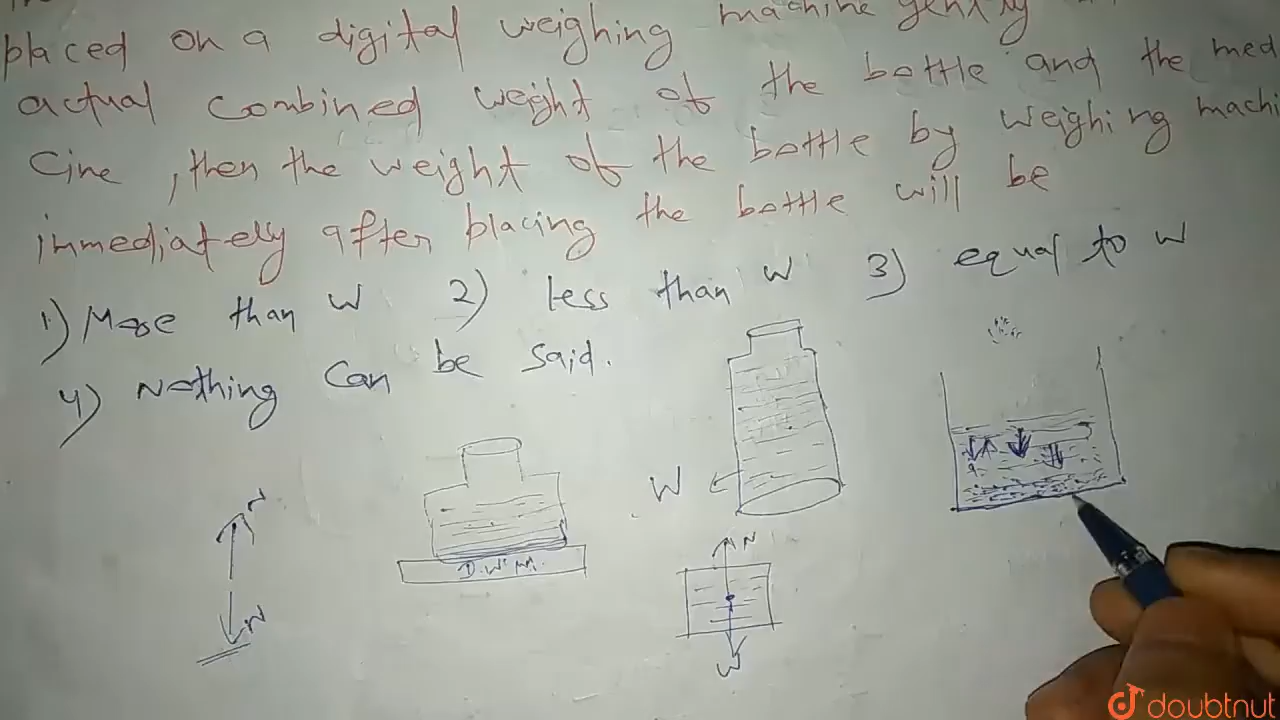 placed on a digital weighing machine gently
actual combined weight of the bottle and the med
cine, then the weight of the bottle by weighing machi
immediately after placing the bottle will be
1) More than W 2) less than W 3) equal to W
4) Nothing can be said.
N
W
D.W.M.
N
N
W
doubtnut